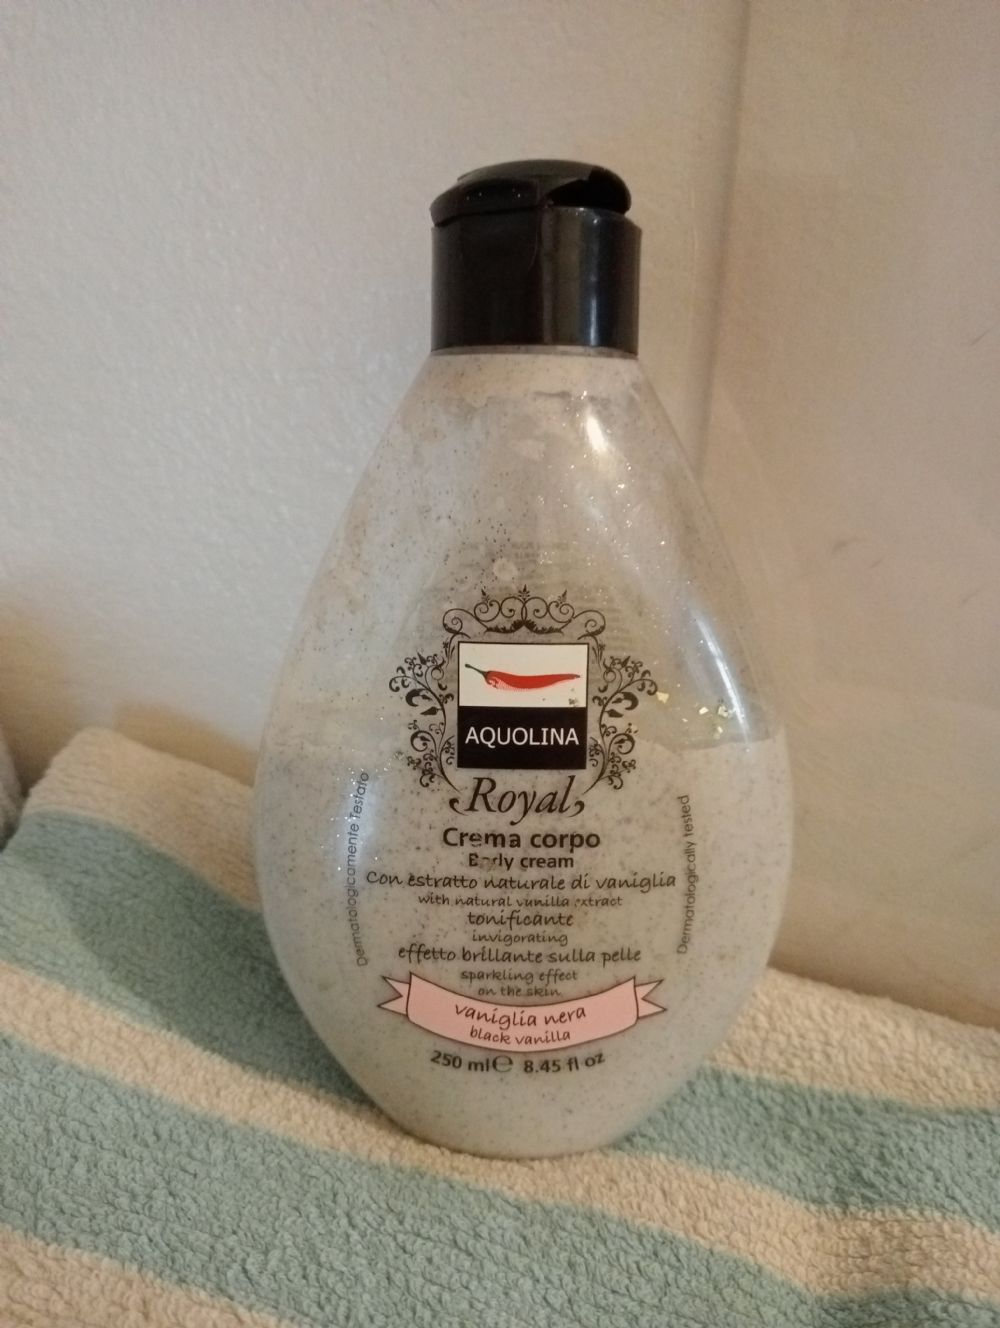 AQUOLINA
Royal
Crema corpo
Body cream
Con estratto naturale di vaniglia
with natural vanilla extract
tonificante
invigorating
effetto brillante sulla pelle
sparkling effect
on the skin
vaniglia nera
black vanilla
250 ml ℮ 8.45 fl oz
Dermatologicamente Testato
Dermatologically tested